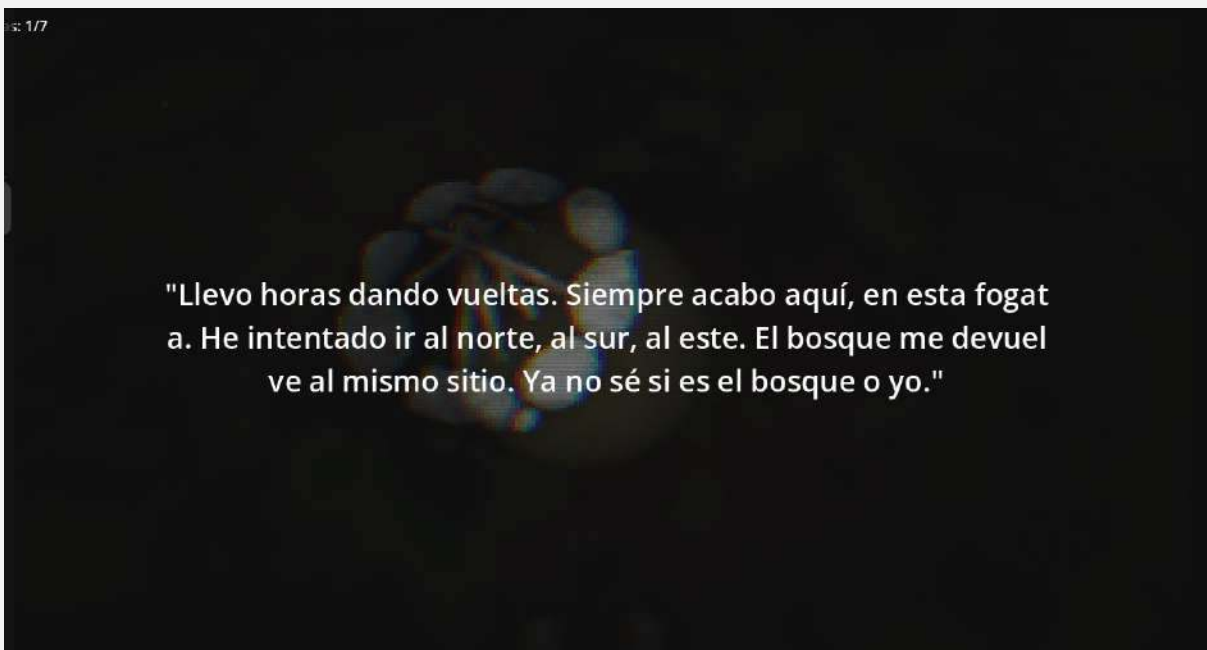 s: 1/7
"Llevo horas dando vueltas. Siempre acabo aquí, en esta fogat
a. He intentado ir al norte, al sur, al este. El bosque me devuel
ve al mismo sitio. Ya no sé si es el bosque o yo."